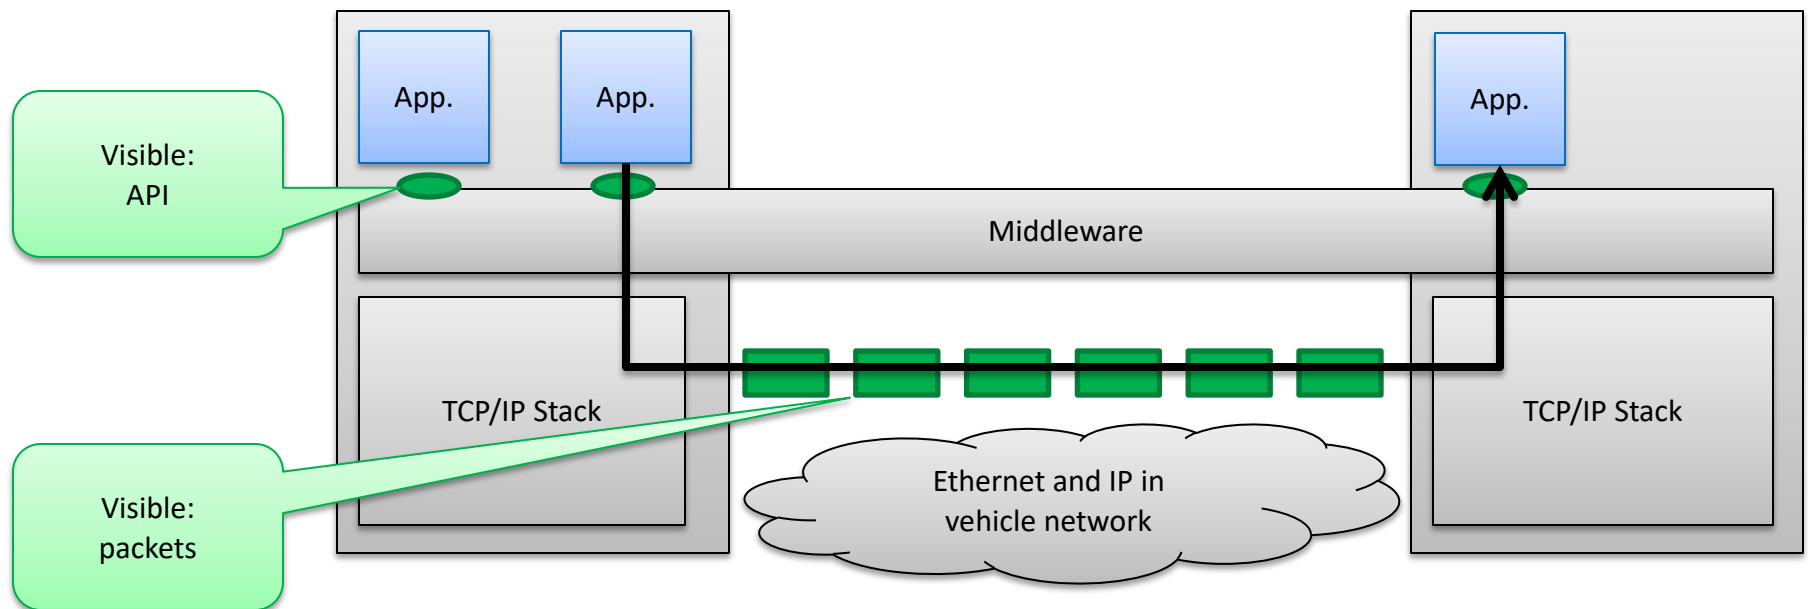 App.
App.
App.
Visible:
API
Middleware
TCP/IP Stack
TCP/IP Stack
Ethernet and IP in
vehicle network
Visible:
packets